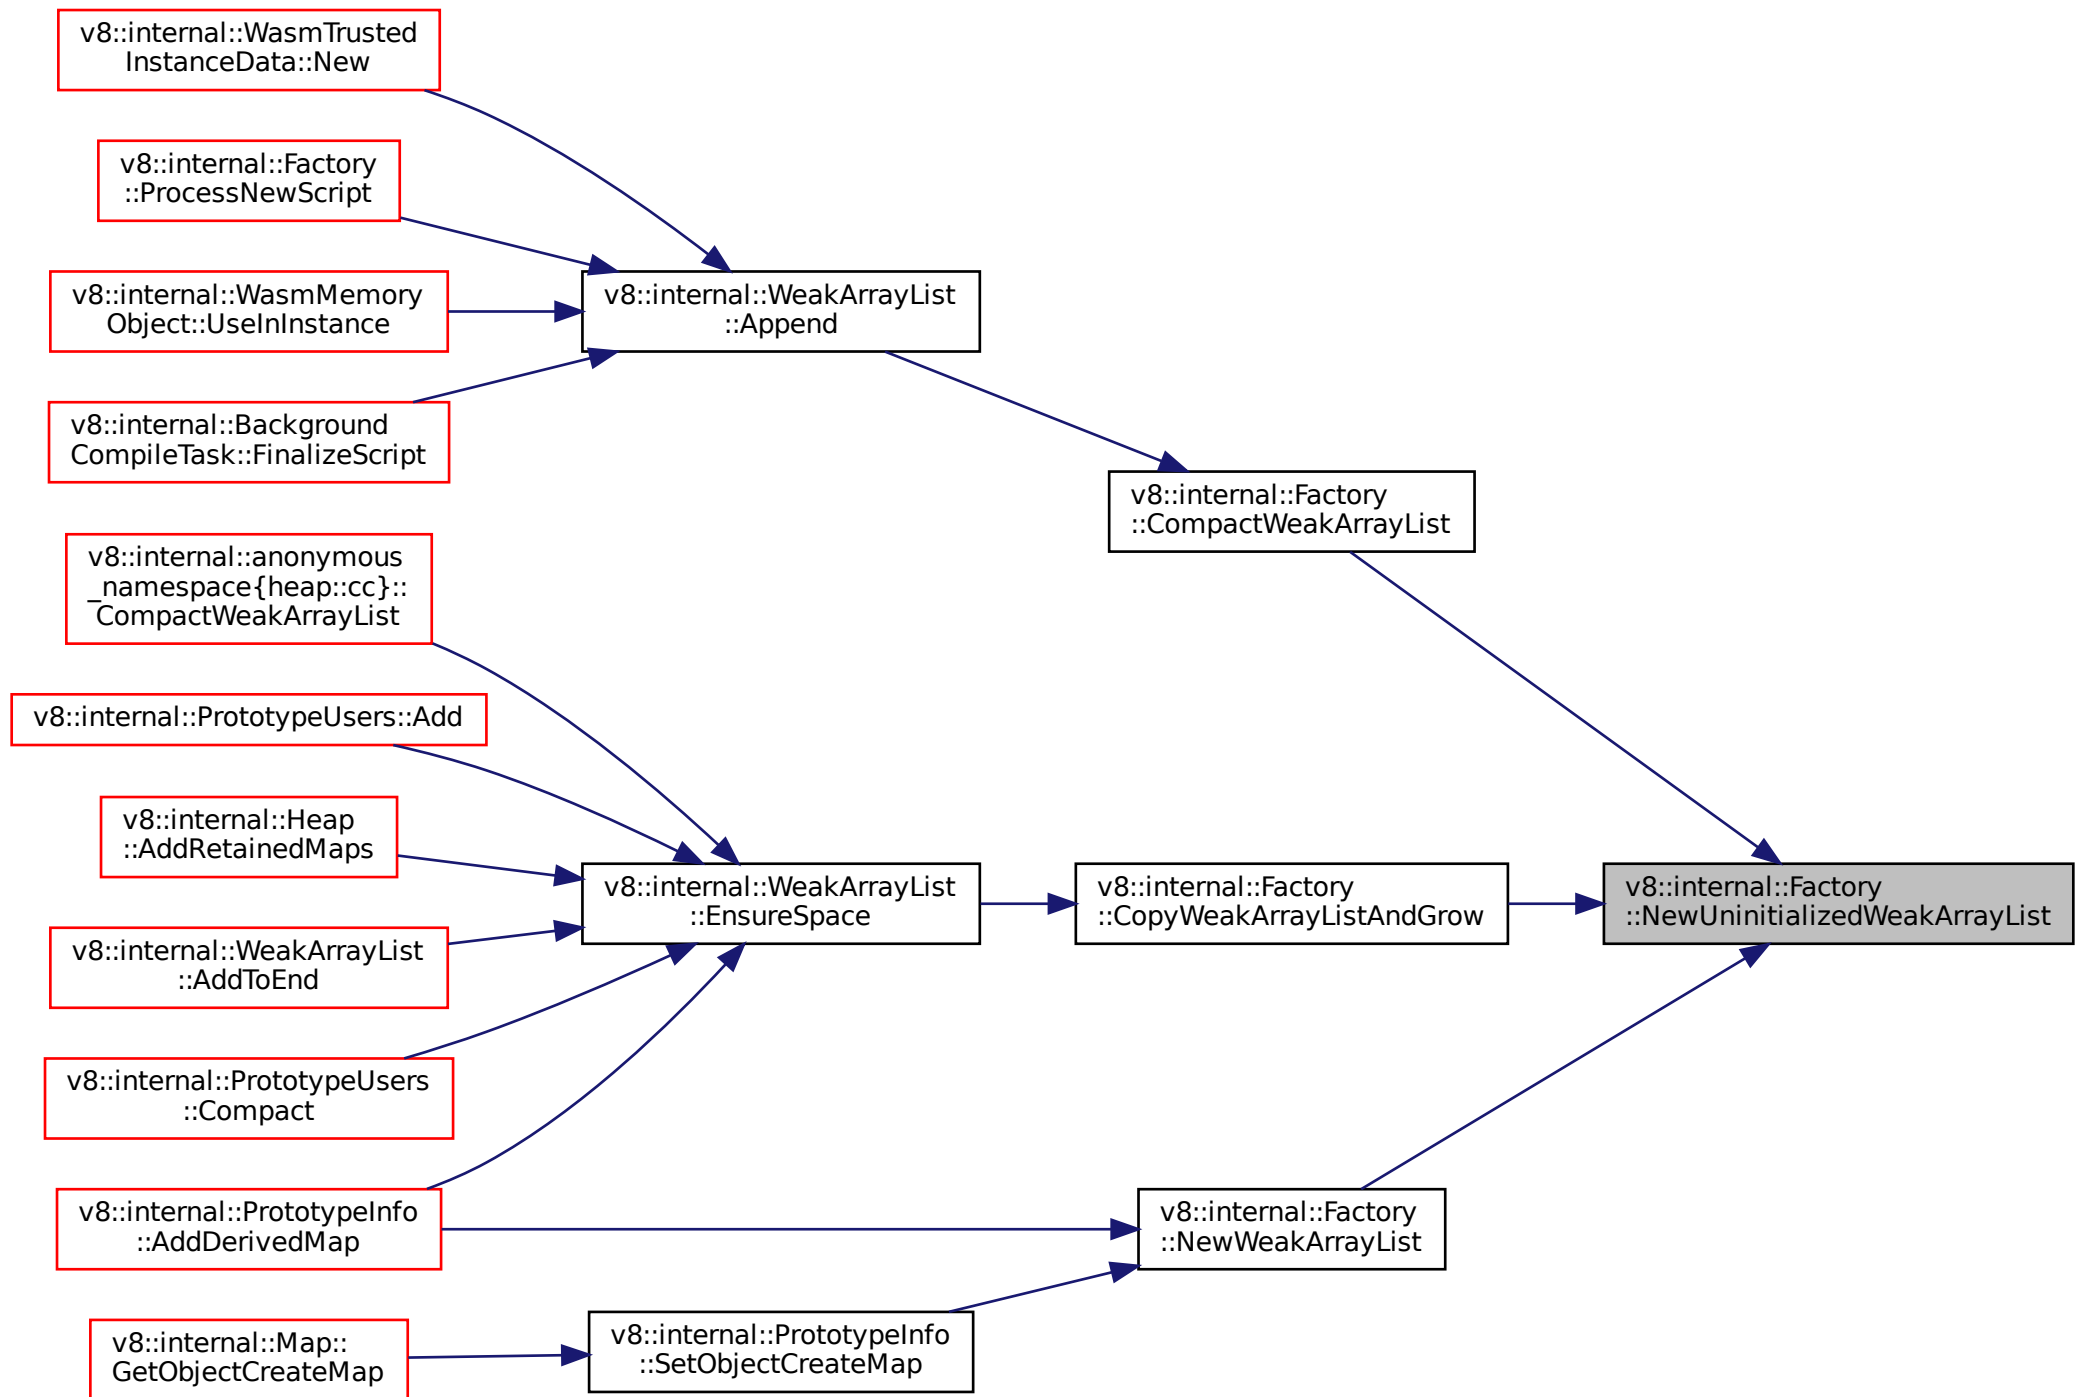 v8::internal::WasmTrusted
InstanceData::New
v8::internal::Factory
::ProcessNewScript
v8::internal::WasmMemory
Object::UseInInstance
v8::internal::Background
CompileTask::FinalizeScript
v8::internal::anonymous
_namespace{heap::cc}::
CompactWeakArrayList
v8::internal::PrototypeUsers::Add
v8::internal::Heap
::AddRetainedMaps
v8::internal::WeakArrayList
::AddToEnd
v8::internal::PrototypeUsers
::Compact
v8::internal::PrototypeInfo
::AddDerivedMap
v8::internal::Map::
GetObjectCreateMap
v8::internal::WeakArrayList
::Append
v8::internal::WeakArrayList
::EnsureSpace
v8::internal::PrototypeInfo
::SetObjectCreateMap
v8::internal::Factory
::CompactWeakArrayList
v8::internal::Factory
::CopyWeakArrayListAndGrow
v8::internal::Factory
::NewWeakArrayList
v8::internal::Factory
::NewUninitializedWeakArrayList